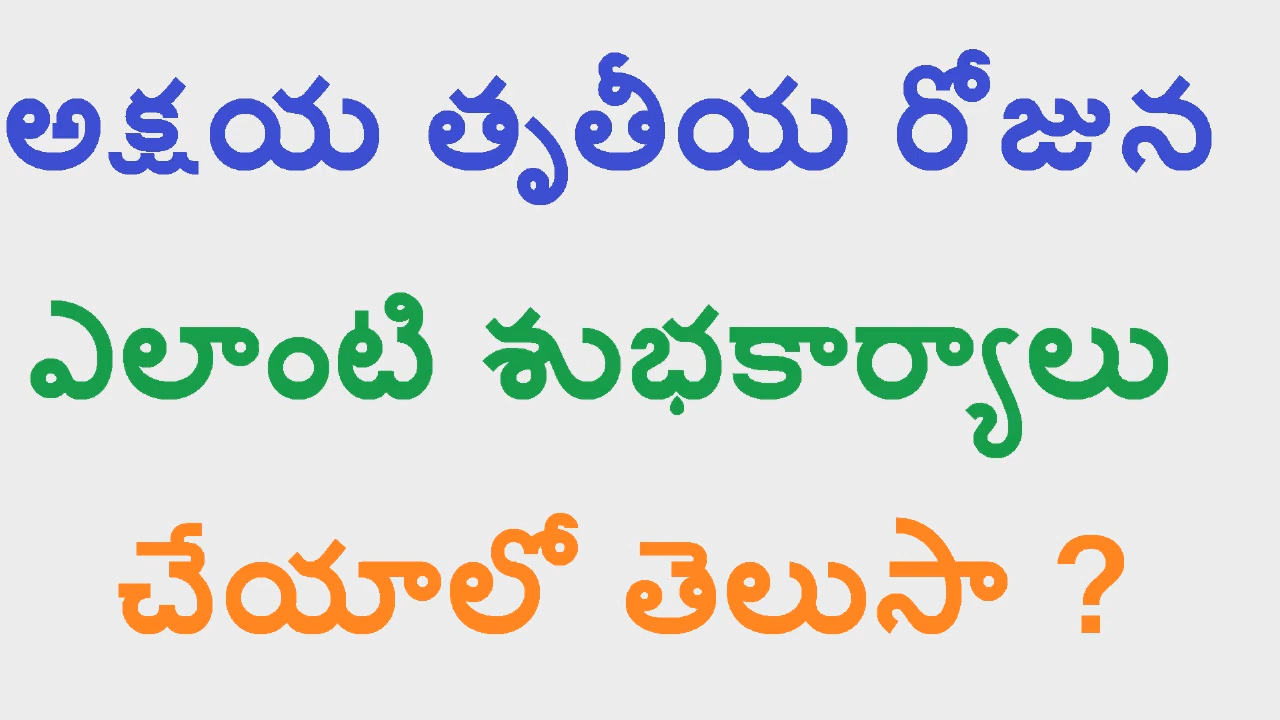 అక్షయ తృతీయ రోజున
ఎలాంటి శుభకార్యాలు
చేయాలో తెలుసా ?